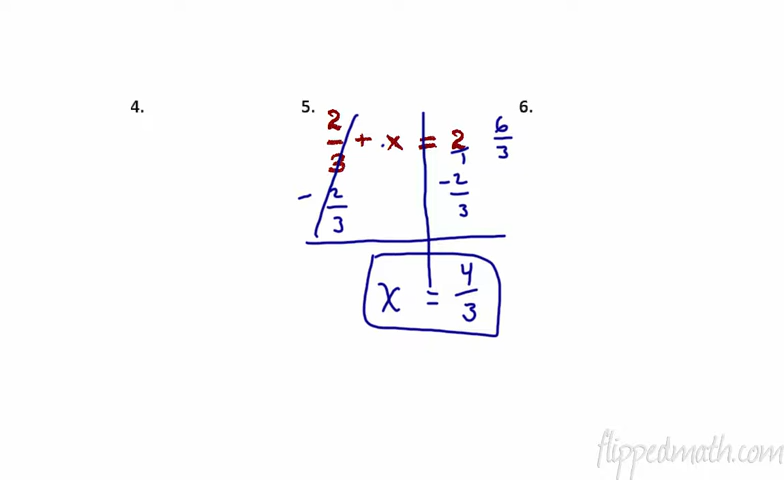 4. 5. 6.
2/3 + x = 2/1 6/3
- 2/3 - 2/3
x = 4/3
flippedmath.com